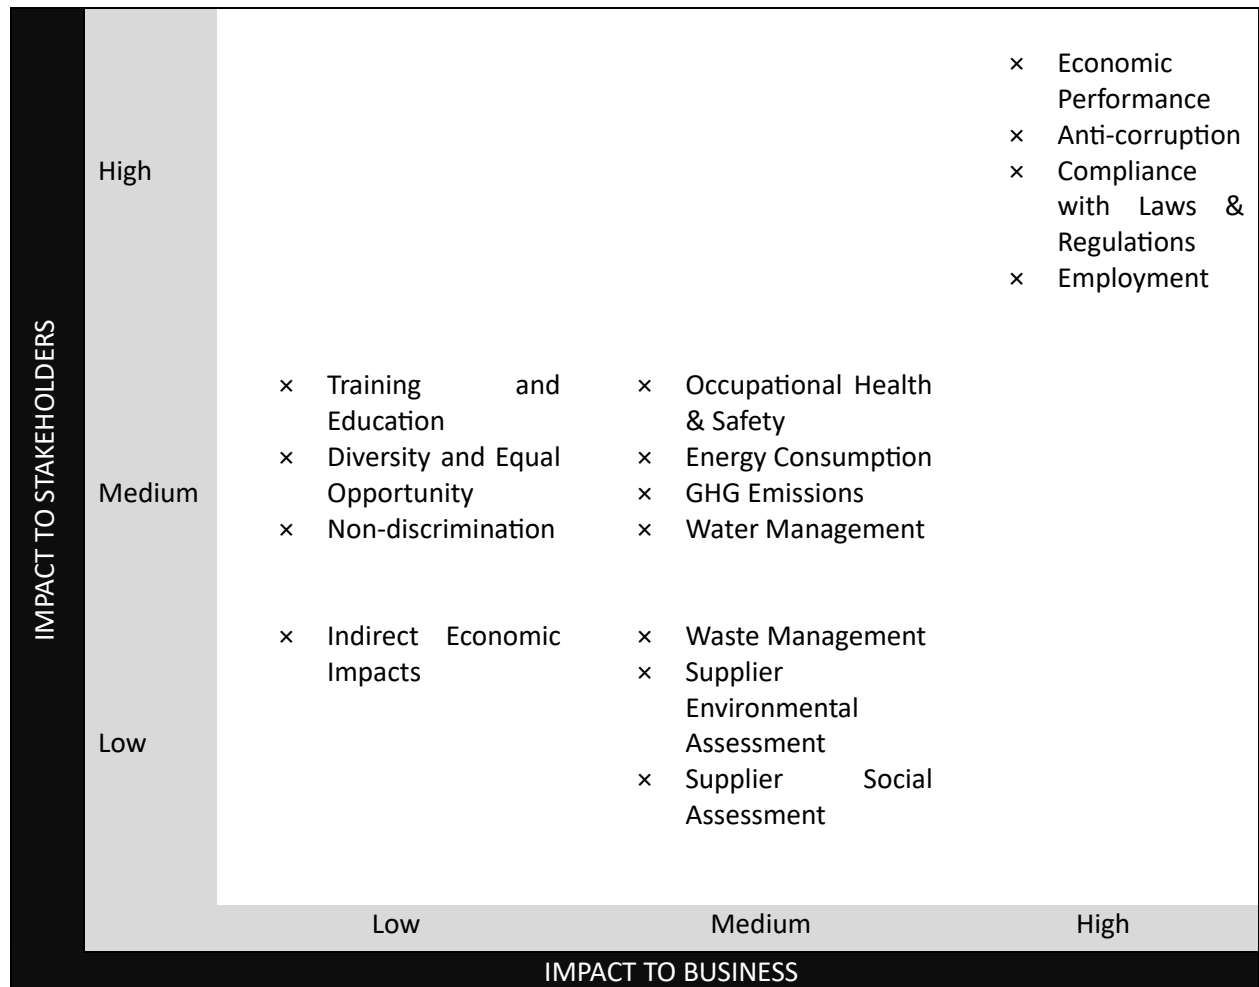 IMPACT TO STAKEHOLDERS
High
× Economic
Performance
× Anti-corruption
× Compliance
with Laws &
Regulations
× Employment
Medium
× Training and
Education
× Diversity and Equal
Opportunity
× Non-discrimination
× Occupational Health
& Safety
× Energy Consumption
× GHG Emissions
× Water Management
Low
× Indirect Economic
Impacts
× Waste Management
× Supplier
Environmental
Assessment
× Supplier Social
Assessment
Low
Medium
High
IMPACT TO BUSINESS